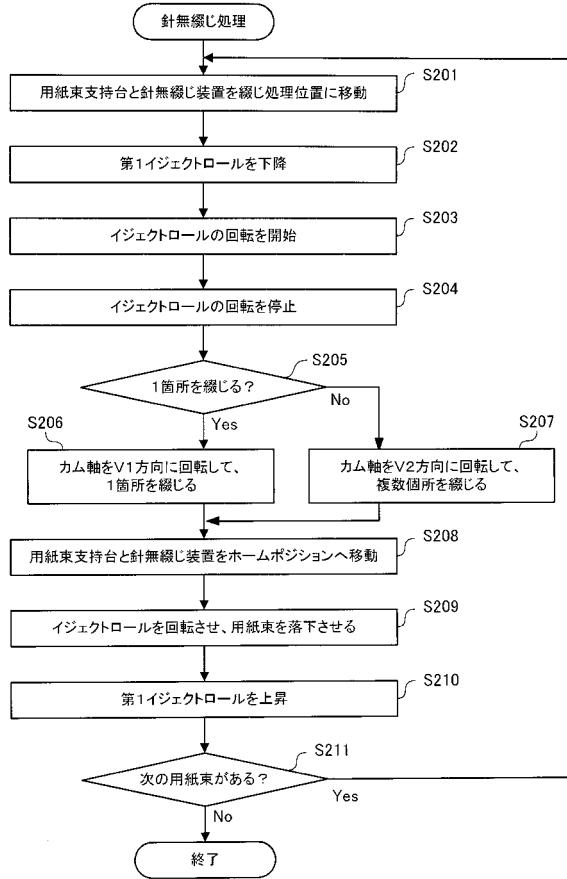 針無綴じ処理
S201
用紙束支持台と針無綴じ装置を綴じ処理位置に移動
S202
第1イジェクトロールを下降
S203
イジェクトロールの回転を開始
S204
イジェクトロールの回転を停止
S205
1箇所を綴じる?
No
Yes
S206
カム軸をV1方向に回転して、
1箇所を綴じる
S207
カム軸をV2方向に回転して、
複数個所を綴じる
S208
用紙束支持台と針無綴じ装置をホームポジションへ移動
S209
イジェクトロールを回転させ、用紙束を落下させる
S210
第1イジェクトロールを上昇
S211
次の用紙束がある?
Yes
No
終了